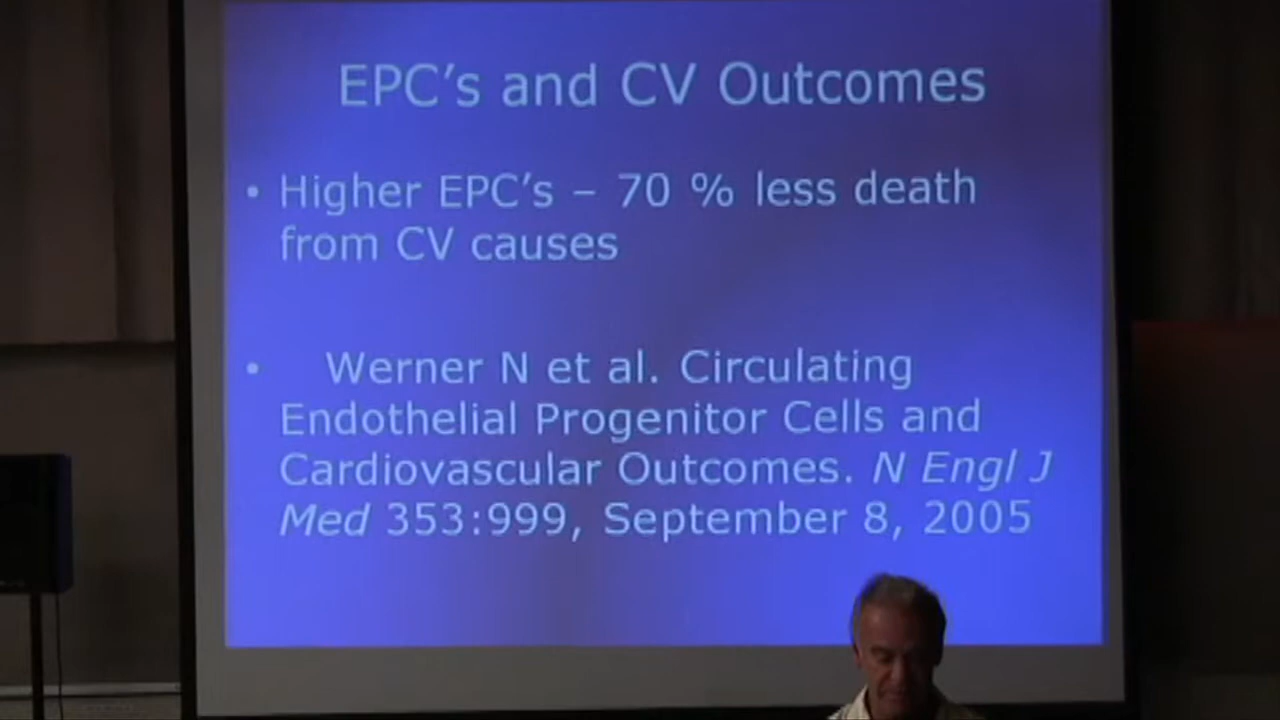 EPC's and CV Outcomes
• Higher EPC's – 70 % less death
from CV causes
• Werner N et al. Circulating
Endothelial Progenitor Cells and
Cardiovascular Outcomes. N Engl J
Med 353:999, September 8, 2005